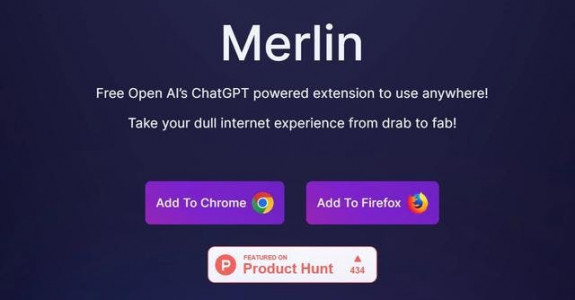 Merlin
Free Open AI's ChatGPT powered extension to use anywhere!
Take your dull internet experience from drab to fab!
Add To Chrome
Add To Firefox
P
FEATURED ON
Product Hunt
▲
434